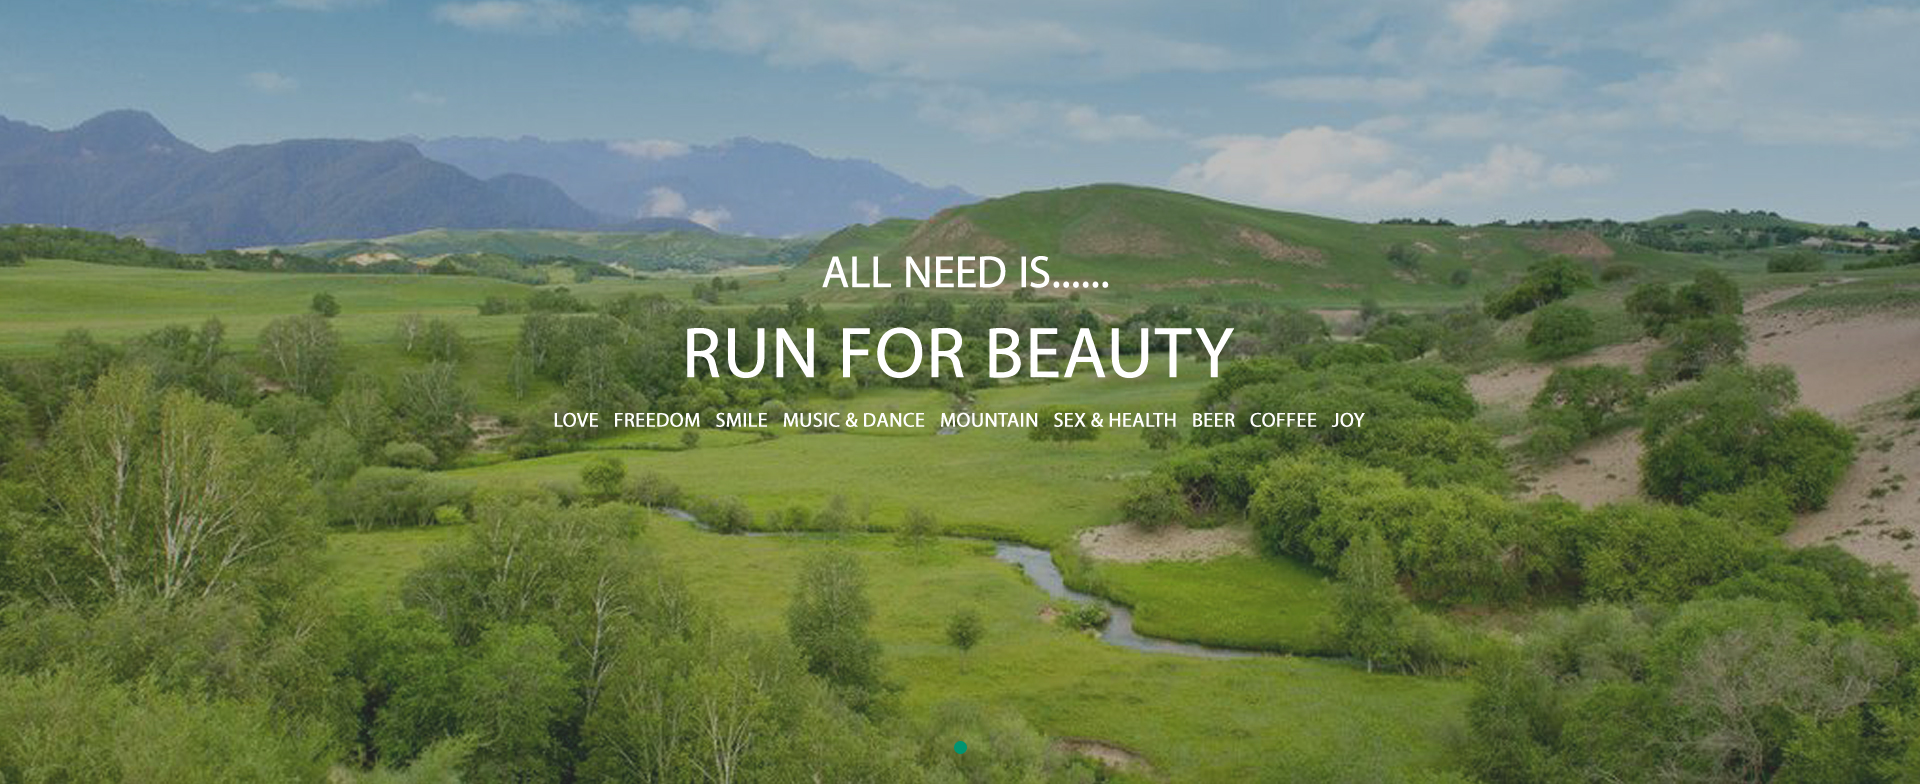 ALL NEED IS......
RUN FOR BEAUTY
LOVE FREEDOM SMILE MUSIC & DANCE MOUNTAIN SEX & HEALTH BEER COFFEE JOY